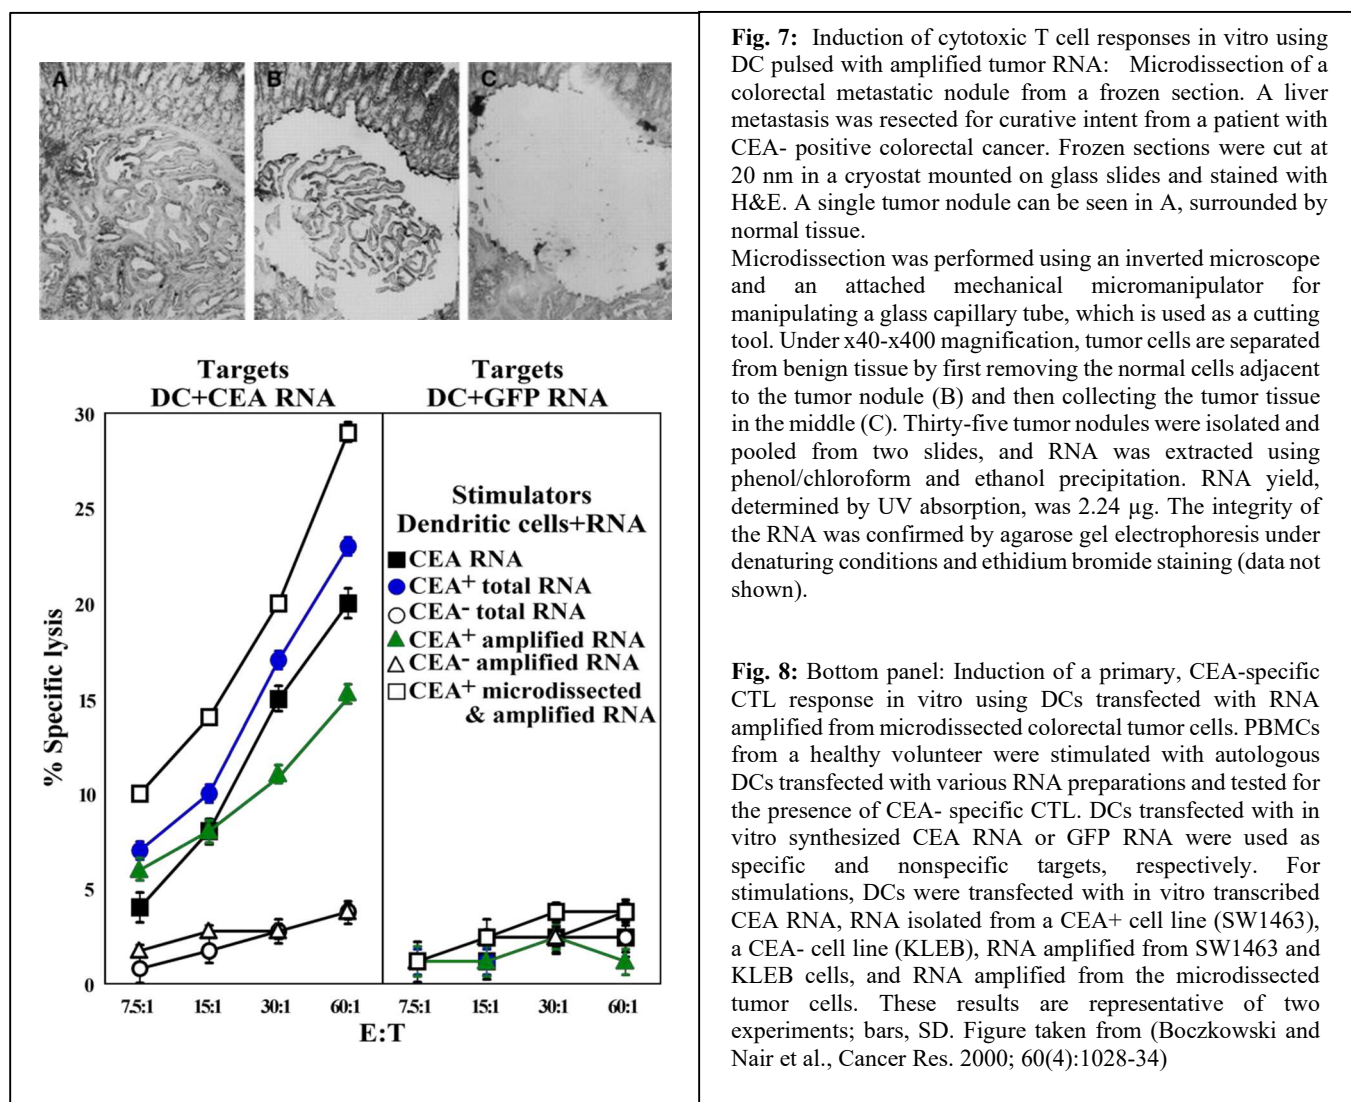 A
B
C
Targets
DC+CEA RNA
Targets
DC+GFP RNA
30
25
20
15
10
5
0
% Specific lysis
Stimulators
Dendritic cells+RNA
CEA RNA
CEA+ total RNA
CEA- total RNA
CEA+ amplified RNA
CEA- amplified RNA
CEA+ microdissected
& amplified RNA
7.5:1 15:1 30:1 60:1 7.5:1 15:1 30:1 60:1
E:T
Fig. 7: Induction of cytotoxic T cell responses in vitro using
DC pulsed with amplified tumor RNA: Microdissection of a
colorectal metastatic nodule from a frozen section. A liver
metastasis was resected for curative intent from a patient with
CEA- positive colorectal cancer. Frozen sections were cut at
20 nm in a cryostat mounted on glass slides and stained with
H&E. A single tumor nodule can be seen in A, surrounded by
normal tissue.
Microdissection was performed using an inverted microscope
and an attached mechanical micromanipulator for
manipulating a glass capillary tube, which is used as a cutting
tool. Under x40-x400 magnification, tumor cells are separated
from benign tissue by first removing the normal cells adjacent
to the tumor nodule (B) and then collecting the tumor tissue
in the middle (C). Thirty-five tumor nodules were isolated and
pooled from two slides, and RNA was extracted using
phenol/chloroform and ethanol precipitation. RNA yield,
determined by UV absorption, was 2.24 µg. The integrity of
the RNA was confirmed by agarose gel electrophoresis under
denaturing conditions and ethidium bromide staining (data not
shown).
Fig. 8: Bottom panel: Induction of a primary, CEA-specific
CTL response in vitro using DCs transfected with RNA
amplified from microdissected colorectal tumor cells. PBMCs
from a healthy volunteer were stimulated with autologous
DCs transfected with various RNA preparations and tested for
the presence of CEA- specific CTL. DCs transfected with in
vitro synthesized CEA RNA or GFP RNA were used as
specific and nonspecific targets, respectively. For
stimulations, DCs were transfected with in vitro transcribed
CEA RNA, RNA isolated from a CEA+ cell line (SW1463),
a CEA- cell line (KLEB), RNA amplified from SW1463 and
KLEB cells, and RNA amplified from the microdissected
tumor cells. These results are representative of two
experiments; bars, SD. Figure taken from (Boczkowski and
Nair et al., Cancer Res. 2000; 60(4):1028-34)